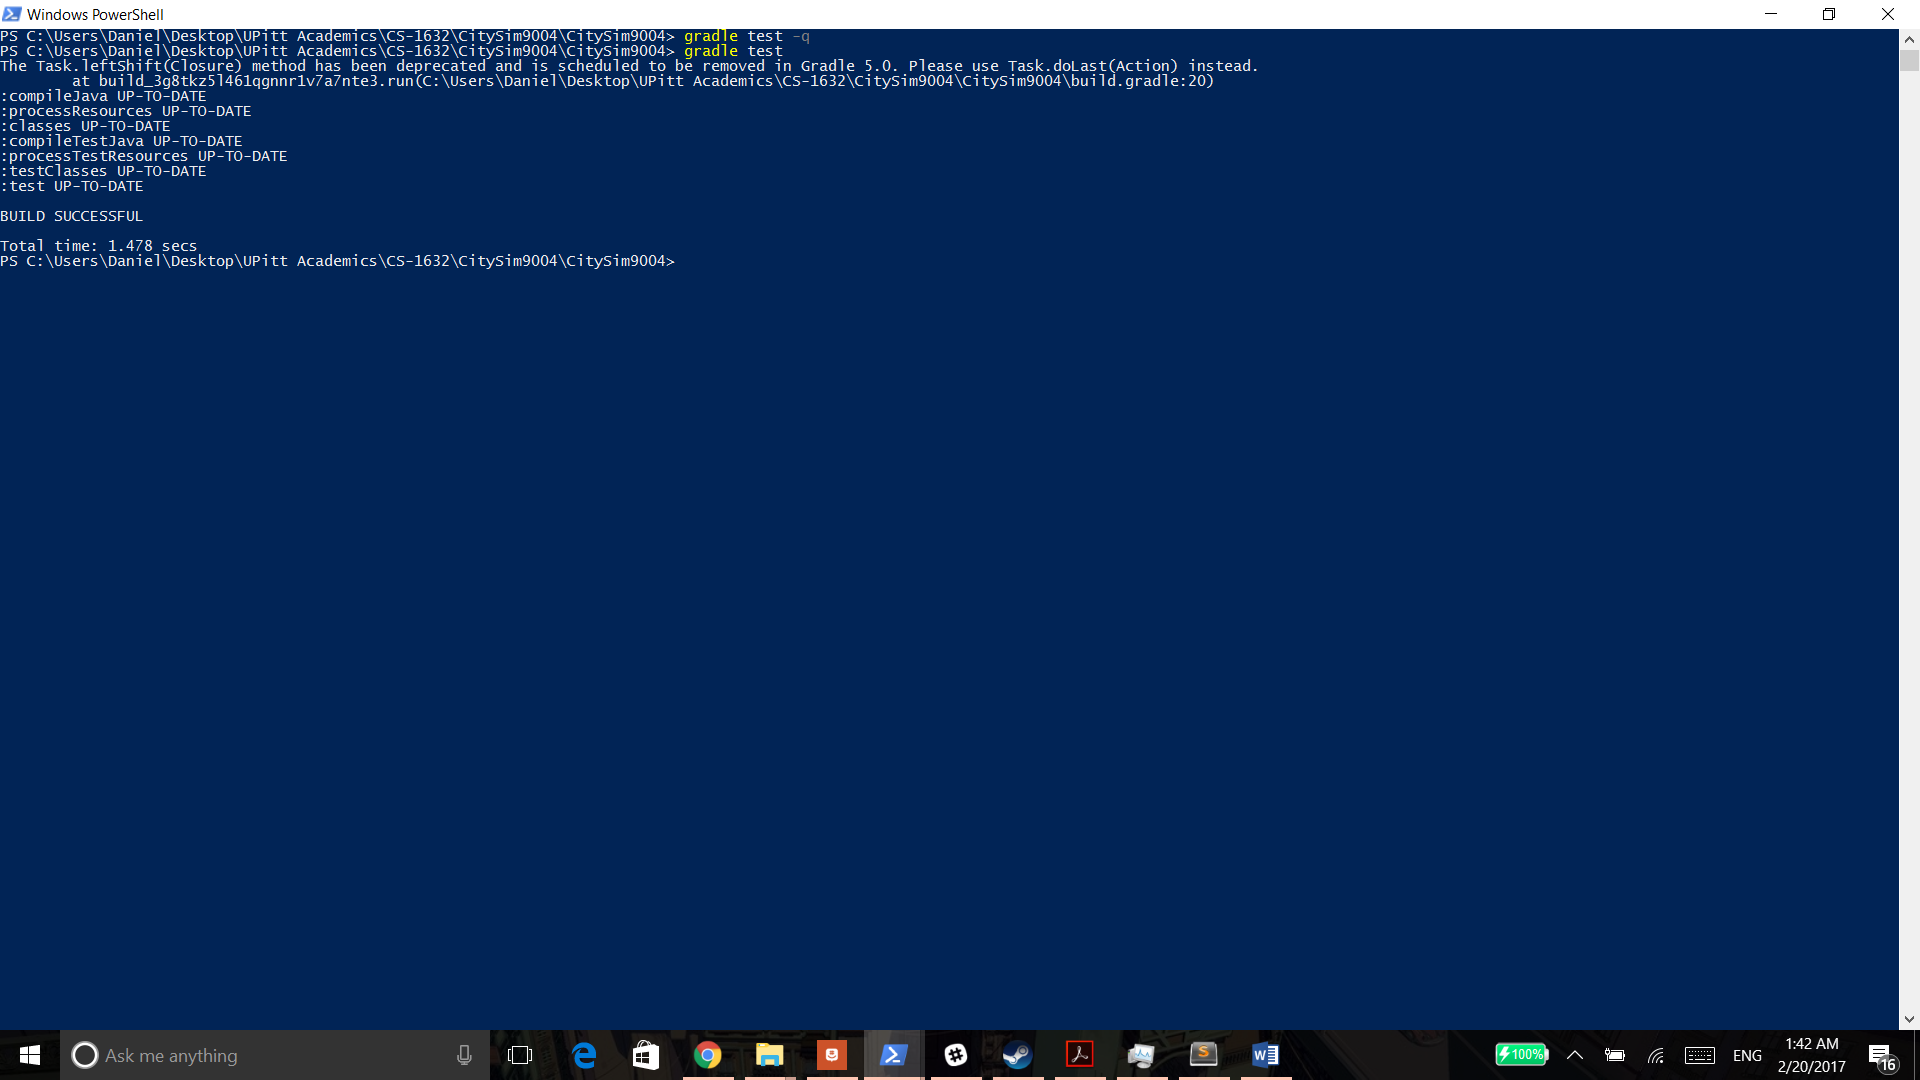 Windows PowerShell
PS C:\Users\Daniel\Desktop\UPitt Academics\CS-1632\CitySim9004\CitySim9004> gradle test -q
PS C:\Users\Daniel\Desktop\UPitt Academics\CS-1632\CitySim9004\CitySim9004> gradle test
The Task.leftShift(Closure) method has been deprecated and is scheduled to be removed in Gradle 5.0. Please use Task.doLast(Action) instead.
at build_3g8tkz5l461qgnnr1v7a7nte3.run(C:\Users\Daniel\Desktop\UPitt Academics\CS-1632\CitySim9004\CitySim9004\build.gradle:20)
:compileJava UP-TO-DATE
:processResources UP-TO-DATE
:classes UP-TO-DATE
:compileTestJava UP-TO-DATE
:processTestResources UP-TO-DATE
:testClasses UP-TO-DATE
:test UP-TO-DATE
BUILD SUCCESSFUL
Total time: 1.478 secs
PS C:\Users\Daniel\Desktop\UPitt Academics\CS-1632\CitySim9004\CitySim9004>
Ask me anything
100%
ENG
1:42 AM
2/20/2017
16